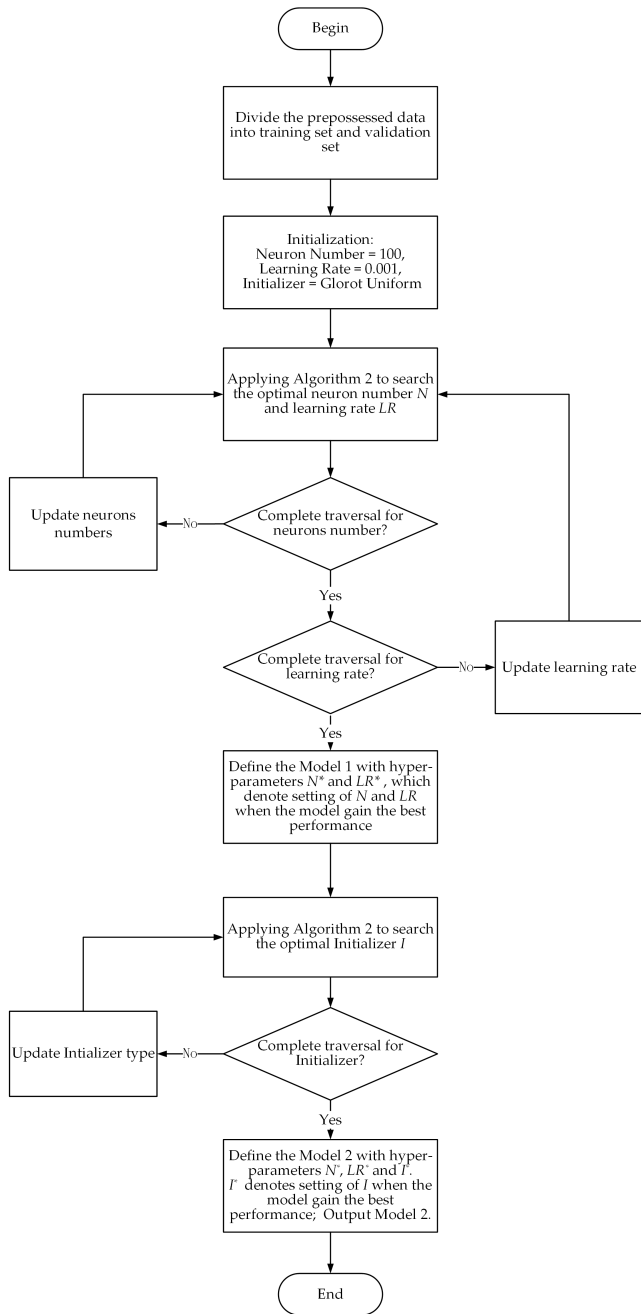 Begin
Divide the prepossessed data
into training set and validation
set
Initialization:
Neuron Number = 100,
Learning Rate = 0.001,
Initializer = Glorot Uniform
Applying Algorithm 2 to search
the optimal neuron number N
and learning rate LR
Update neurons
numbers
No
Complete traversal for
neurons number?
Yes
Complete traversal for
learning rate?
No
Update learning rate
Yes
Define the Model 1 with hyper-
parameters N* and LR* , which
denote setting of N and LR
when the model gain the best
performance
Applying Algorithm 2 to search
the optimal Initializer I
Update Intializer type
No
Complete traversal for
Initializer?
Yes
Define the Model 2 with hyper-
parameters N*, LR* and I*.
I* denotes setting of I when the
model gain the best
performance; Output Model 2.
End